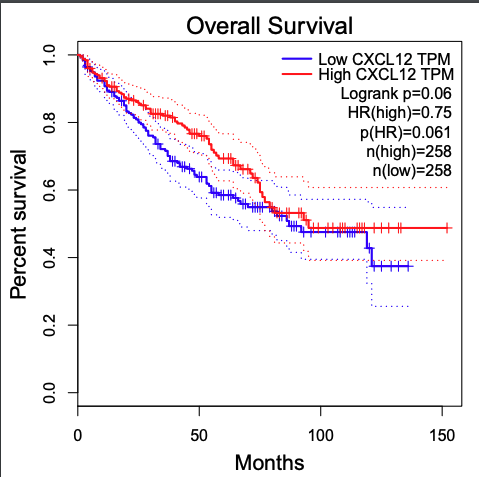 Overall Survival
Low CXCL12 TPM
High CXCL12 TPM
Logrank p=0.06
HR(high)=0.75
p(HR)=0.061
n(high)=258
n(low)=258
Percent survival
1.0
0.8
0.6
0.4
0.2
0.0
0
50
100
150
Months